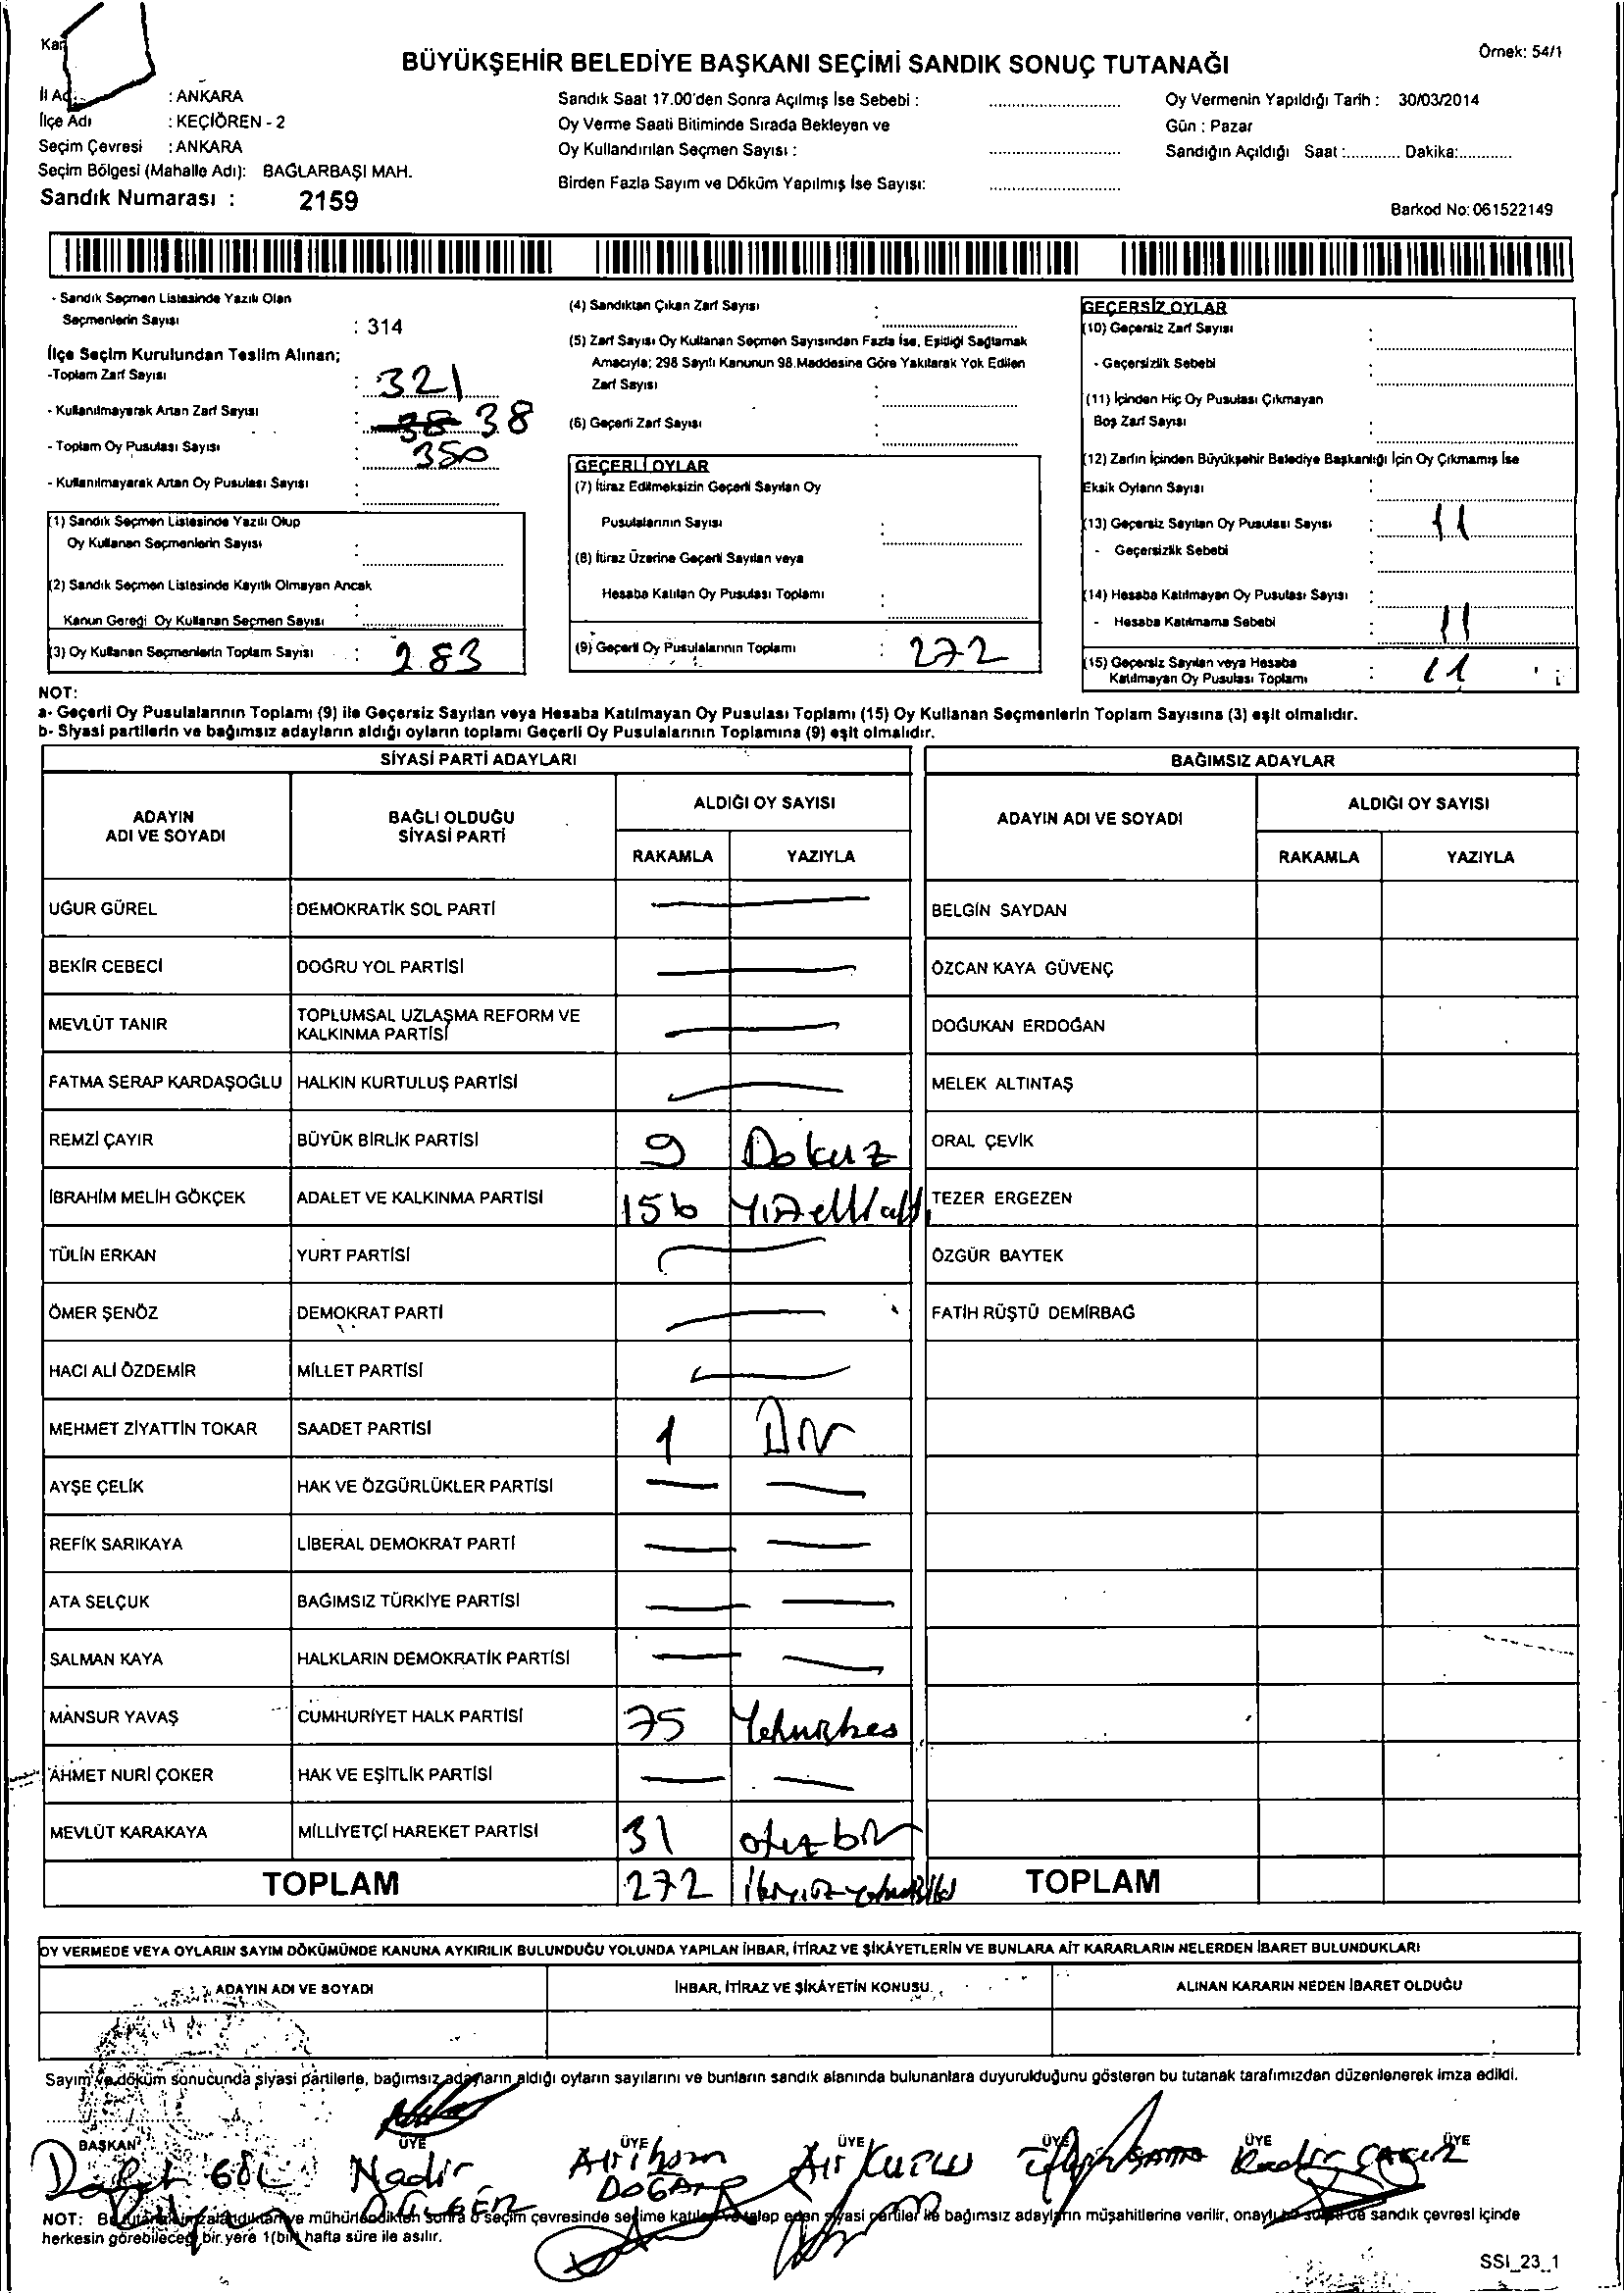 BÜYÜKŞEHİR BELEDİYE BAŞKANI SEÇİMİ SANDIK SONUÇ TUTANAĞI
Örnek: 54/1
: ANKARA
İlçe Adı : KEÇİÖREN - 2
Seçim Çevresi : ANKARA
Seçim Bölgesi (Mahalle Adı): BAĞLARBAŞI MAH.
Sandık Numarası : 2159
Sandık Saat 17.00'den Sonra Açılmış İse Sebebi :
Oy Verme Saati Bitiminde Sırada Bekleyen ve
Oy Kullandırılan Seçmen Sayısı :
Birden Fazla Sayım ve Döküm Yapılmış İse Sayısı:
Oy Vermenin Yapıldığı Tarih : 30/03/2014
Gün : Pazar
Sandığın Açıldığı Saat :............ Dakika:............
Barkod No: 061522149
- Sandık Seçmen Listesinde Yazılı Olan
Seçmenlerin Sayısı : 314
İlçe Seçim Kurulundan Teslim Alınan;
-Toplam Zarf Sayısı : 321
- Kullanılmayarak Artan Zarf Sayısı : 38 38
- Toplam Oy Pusulası Sayısı : 350
- Kullanılmayarak Artan Oy Pusulası Sayısı :
(1) Sandık Seçmen Listesinde Yazılı Olup
Oy Kullanan Seçmenlerin Sayısı :
(2) Sandık Seçmen Listesinde Kayıtlı Olmayan Ancak
Kanun Gereği Oy Kullanan Seçmen Sayısı :
(3) Oy Kullanan Seçmenlerin Toplam Sayısı : 283
(4) Sandıktan Çıkan Zarf Sayısı :
(5) Zarf Sayısı Oy Kullanan Seçmen Sayısından Fazla İse, Eşitliği Sağlamak
Amacıyla; 298 Sayılı Kanunun 98.Maddesine Göre Yakılarak Yok Edilen
Zarf Sayısı :
(6) Geçerli Zarf Sayısı :
GEÇERLİ OYLAR
(7) İtiraz Edilmeksizin Geçerli Sayılan Oy
Pusulalarının Sayısı :
(8) İtiraz Üzerine Geçerli Sayılan veya
Hesaba Katılan Oy Pusulası Toplamı :
(9) Geçerli Oy Pusulalarının Toplamı : 272
GEÇERSİZ OYLAR
(10) Geçersiz Zarf Sayısı :
- Geçersizlik Sebebi :
(11) İçinden Hiç Oy Pusulası Çıkmayan
Boş Zarf Sayısı :
(12) Zarfın İçinden Büyükşehir Belediye Başkanlığı İçin Oy Çıkmamış İse
Eksik Oyların Sayısı :
(13) Geçersiz Sayılan Oy Pusulası Sayısı : 11
- Geçersizlik Sebebi :
(14) Hesaba Katılmayan Oy Pusulası Sayısı :
- Hesaba Katılmama Sebebi : 11
(15) Geçersiz Sayılan veya Hesaba
Katılmayan Oy Pusulası Toplamı : 11
NOT:
a- Geçerli Oy Pusulalarının Toplamı (9) ile Geçersiz Sayılan veya Hesaba Katılmayan Oy Pusulası Toplamı (15) Oy Kullanan Seçmenlerin Toplam Sayısına (3) eşit olmalıdır.
b- Siyasi partilerin ve bağımsız adayların aldığı oyların toplamı Geçerli Oy Pusulalarının Toplamına (9) eşit olmalıdır.
SİYASİ PARTİ ADAYLARI
BAĞIMSIZ ADAYLAR
ADAYIN ADI VE SOYADI
BAĞLI OLDUĞU SİYASİ PARTİ
ALDIĞI OY SAYISI
RAKAMLA YAZIYLA
ADAYIN ADI VE SOYADI
ALDIĞI OY SAYISI
RAKAMLA YAZIYLA
UĞUR GÜREL DEMOKRATİK SOL PARTİ — BELGİN SAYDAN
BEKİR CEBECİ DOĞRU YOL PARTİSİ — ÖZCAN KAYA GÜVENÇ
MEVLÜT TANIR TOPLUMSAL UZLAŞMA REFORM VE KALKINMA PARTİSİ — DOĞUKAN ERDOĞAN
FATMA SERAP KARDAŞOĞLU HALKIN KURTULUŞ PARTİSİ — MELEK ALTINTAŞ
REMZİ ÇAYIR BÜYÜK BİRLİK PARTİSİ 9 Dokuz ORAL ÇEVİK
İBRAHİM MELİH GÖKÇEK ADALET VE KALKINMA PARTİSİ 156 Yüzellialtı TEZER ERGEZEN
TÜLİN ERKAN YURT PARTİSİ — ÖZGÜR BAYTEK
ÖMER ŞENÖZ DEMOKRAT PARTİ — FATİH RÜŞTÜ DEMİRBAĞ
HACI ALİ ÖZDEMİR MİLLET PARTİSİ —
MEHMET ZİYATTİN TOKAR SAADET PARTİSİ 1
AYŞE ÇELİK HAK VE ÖZGÜRLÜKLER PARTİSİ — —
REFİK SARIKAYA LİBERAL DEMOKRAT PARTİ — —
ATA SELÇUK BAĞIMSIZ TÜRKİYE PARTİSİ — —
SALMAN KAYA HALKLARIN DEMOKRATİK PARTİSİ — —
MANSUR YAVAŞ CUMHURİYET HALK PARTİSİ 75 Yetmişbes
AHMET NURİ ÇOKER HAK VE EŞİTLİK PARTİSİ — —
MEVLÜT KARAKAYA MİLLİYETÇİ HAREKET PARTİSİ 31 otuzbir
TOPLAM 272 İkiyüzyetmişiki TOPLAM
OY VERMEDE VEYA OYLARIN SAYIM DÖKÜMÜNDE KANUNA AYKIRILIK BULUNDUĞU YOLUNDA YAPILAN İHBAR, İTİRAZ VE ŞİKÂYETLERİN VE BUNLARA AİT KARARLARIN NELERDEN İBARET BULUNDUKLARI
ADAYIN ADI VE SOYADI
İHBAR, İTİRAZ VE ŞİKÂYETİN KONUSU
ALINAN KARARIN NEDEN İBARET OLDUĞU
Sayım ve döküm sonucunda siyasi partilerle, bağımsız adayların aldığı oyların sayılarını ve bunların sandık alanında bulunanlara duyurulduğunu gösteren bu tutanak tarafımızdan düzenlenerek imza edildi.
BAŞKAN ÜYE ÜYE ÜYE ÜYE ÜYE ÜYE
GÖL Nadir DOĞAN Kadir
NOT: Bu tutanak imzalandıktan ve mühürlendikten sonra o seçim çevresinde seçime katılan ve talep eden siyasi partiler ile bağımsız adayların müşahitlerine verilir, onaylı bir sureti de sandık çevresi içinde
herkesin görebileceği bir yere 1(bir) hafta süre ile asılır.
SSI_23_1